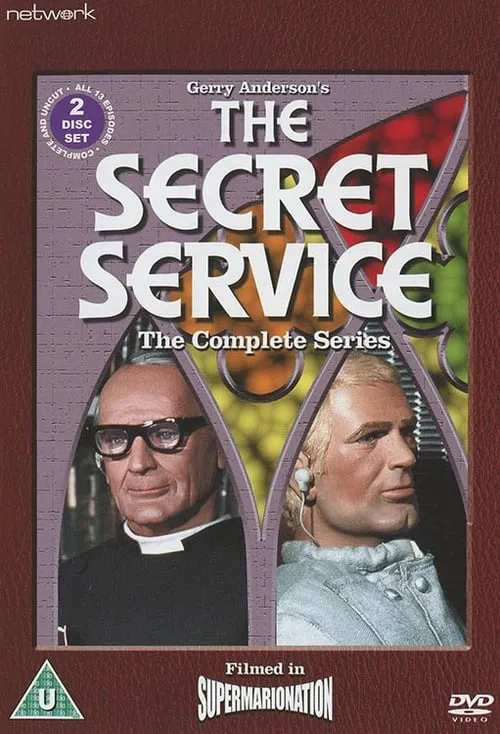 network
COMPLETE AND UNCUT • ALL 13 EPISODES •
2
DISC
SET
Gerry Anderson's
THE
SECRET
SERVICE
The Complete Series
Filmed in
SUPERMARIONATION
U
DVD
VIDEO